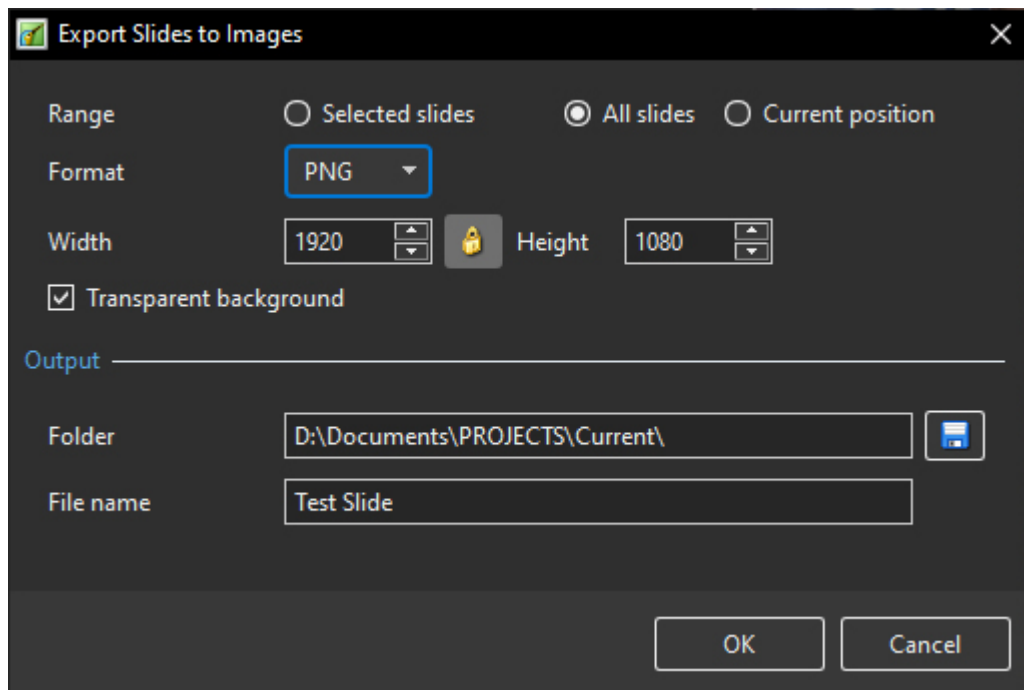 Export Slides to Images
Range Selected slides All slides Current position
Format PNG
Width 1920 Height 1080
Transparent background
Output
Folder D:\Documents\PROJECTS\Current\
File name Test Slide
OK Cancel